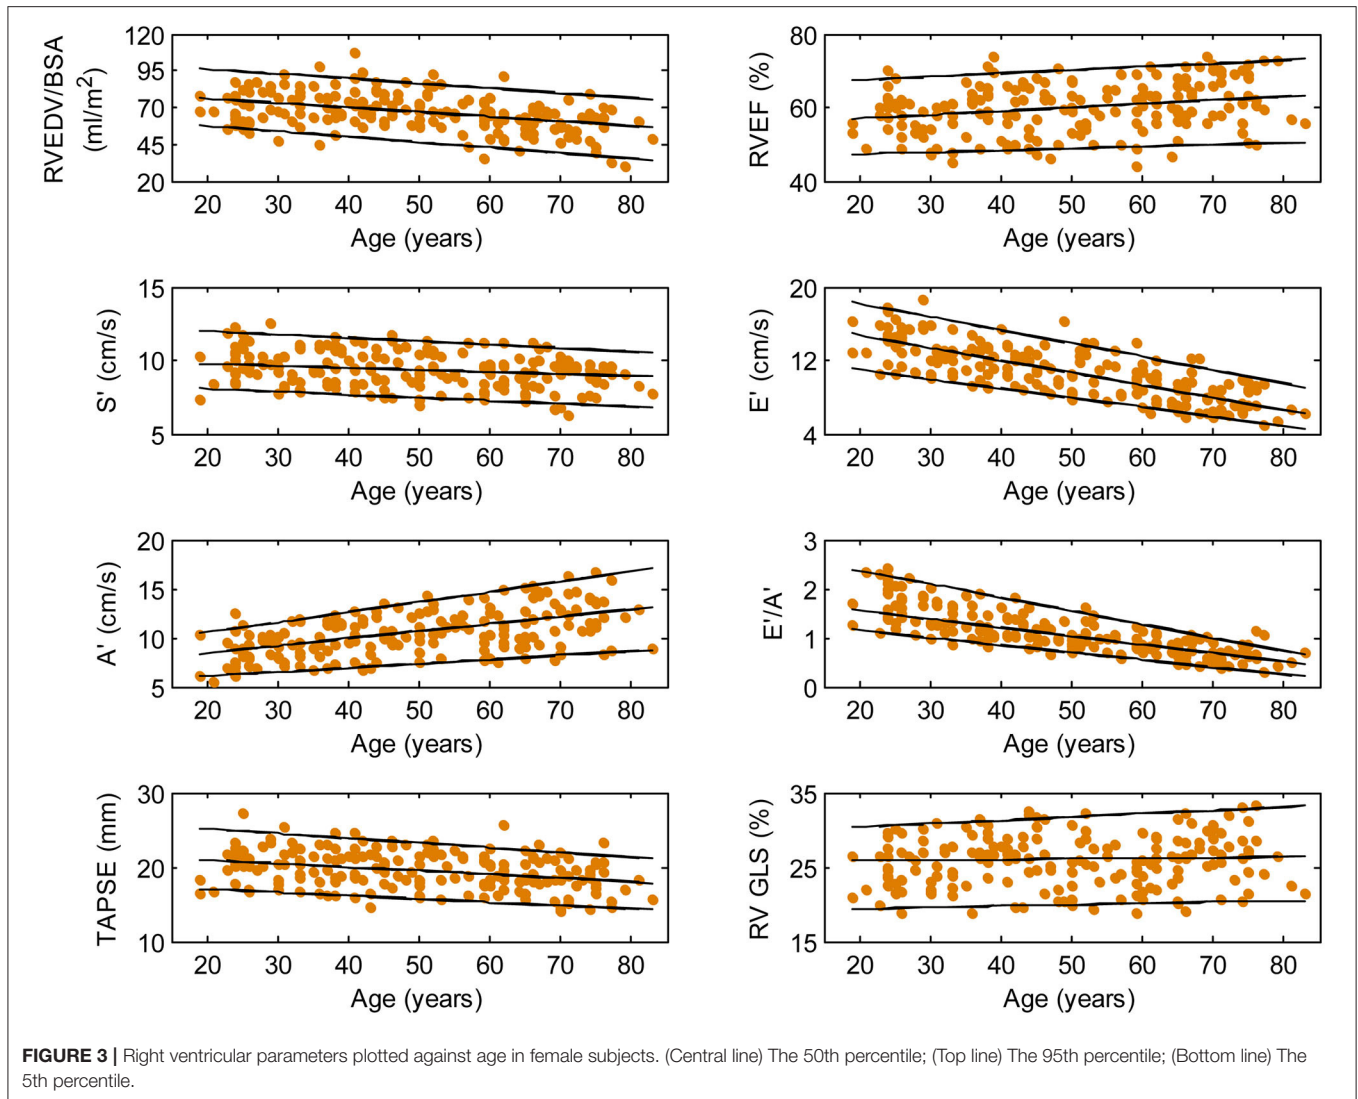 RVEDV/BSA
(ml/m²)
120
95
70
45
20
20 30 40 50 60 70 80
Age (years)
RVEF (%)
80
60
40
20 30 40 50 60 70 80
Age (years)
S' (cm/s)
15
10
5
20 30 40 50 60 70 80
Age (years)
E' (cm/s)
20
12
4
20 30 40 50 60 70 80
Age (years)
A' (cm/s)
20
15
10
5
20 30 40 50 60 70 80
Age (years)
E'/A'
3
2
1
0
20 30 40 50 60 70 80
Age (years)
TAPSE (mm)
30
20
10
20 30 40 50 60 70 80
Age (years)
RV GLS (%)
35
25
15
20 30 40 50 60 70 80
Age (years)
FIGURE 3 | Right ventricular parameters plotted against age in female subjects. (Central line) The 50th percentile; (Top line) The 95th percentile; (Bottom line) The
5th percentile.